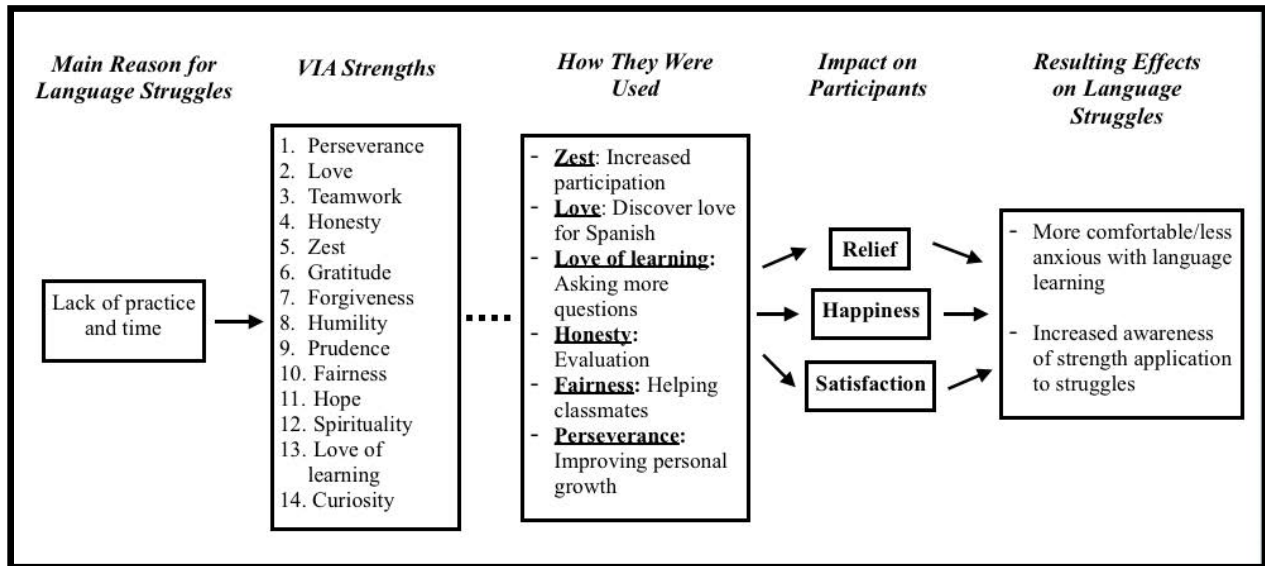 Main Reason for
Language Struggles
VIA Strengths
How They Were
Used
Impact on
Participants
Resulting Effects
on Language
Struggles
Lack of practice
and time
1. Perseverance
2. Love
3. Teamwork
4. Honesty
5. Zest
6. Gratitude
7. Forgiveness
8. Humility
9. Prudence
10. Fairness
11. Hope
12. Spirituality
13. Love of
learning
14. Curiosity
- Zest: Increased
participation
- Love: Discover love
for Spanish
- Love of learning:
Asking more
questions
- Honesty:
Evaluation
- Fairness: Helping
classmates
- Perseverance:
Improving personal
growth
Relief
Happiness
Satisfaction
- More comfortable/less
anxious with language
learning
- Increased awareness
of strength application
to struggles